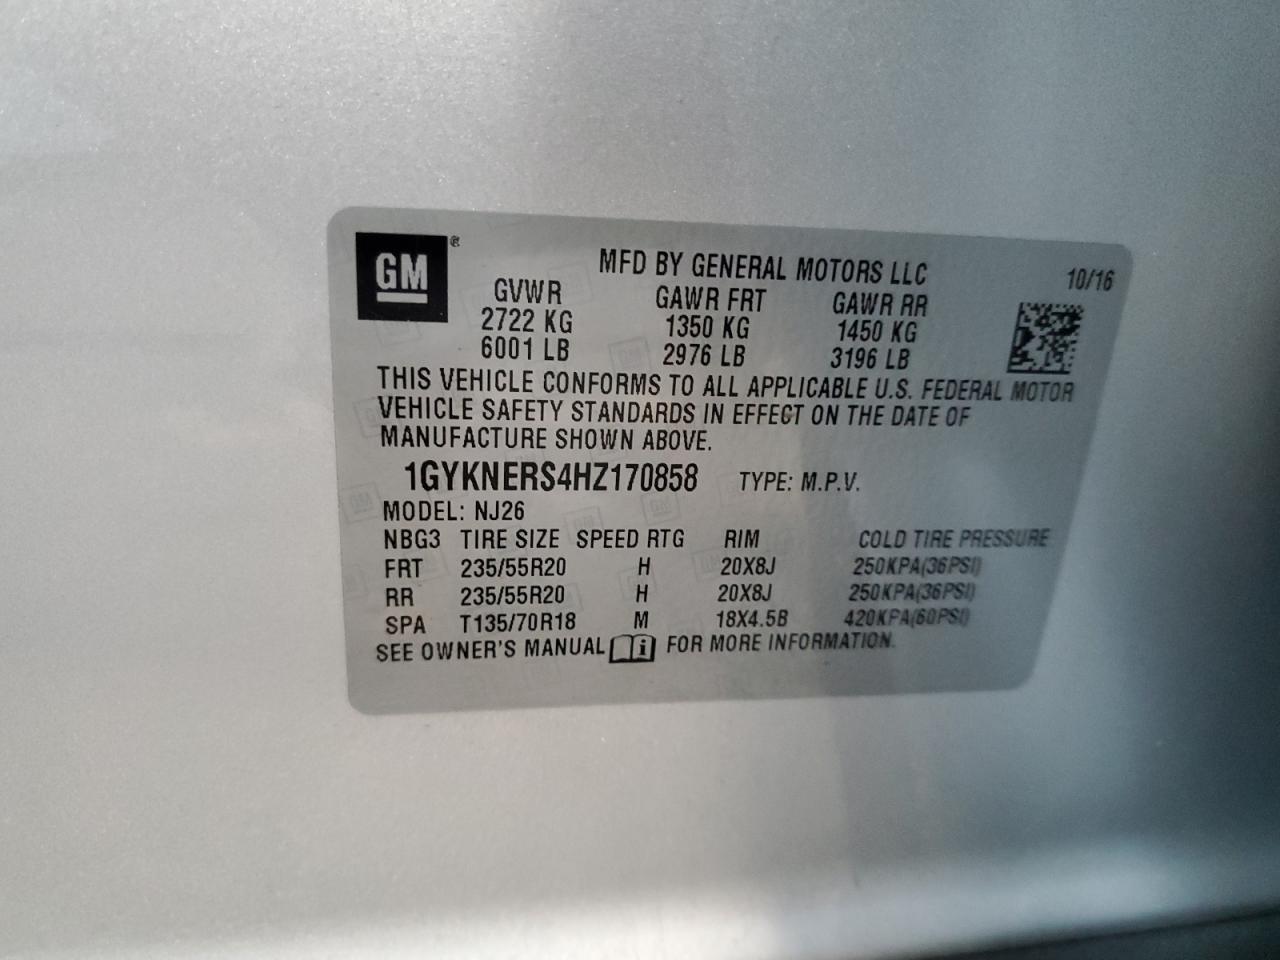 GM®
MFD BY GENERAL MOTORS LLC 10/16
GVWR GAWR FRT GAWR RR
2722 KG 1350 KG 1450 KG
6001 LB 2976 LB 3196 LB
THIS VEHICLE CONFORMS TO ALL APPLICABLE U.S. FEDERAL MOTOR
VEHICLE SAFETY STANDARDS IN EFFECT ON THE DATE OF
MANUFACTURE SHOWN ABOVE.
1GYKNERS4HZ170858 TYPE: M.P.V.
MODEL: NJ26
NBG3 TIRE SIZE SPEED RTG RIM COLD TIRE PRESSURE
FRT 235/55R20 H 20X8J 250KPA(36PSI)
RR 235/55R20 H 20X8J 250KPA(36PSI)
SPA T135/70R18 M 18X4.5B 420KPA(60PSI)
SEE OWNER'S MANUAL i FOR MORE INFORMATION.